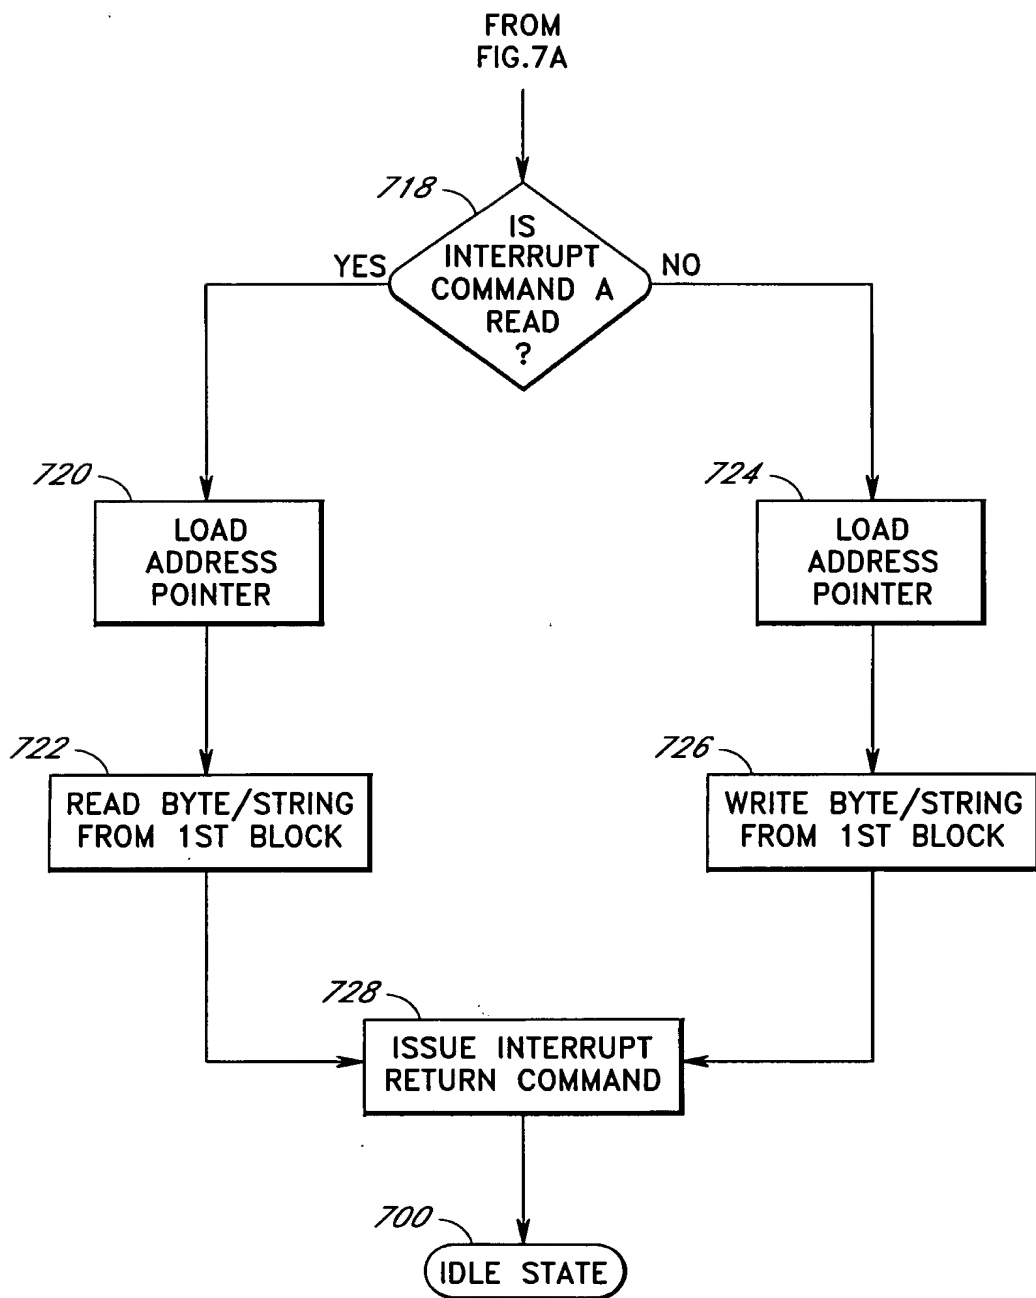 FROM
FIG.7A
718
IS
INTERRUPT
COMMAND A
READ
?
YES
NO
720
LOAD
ADDRESS
POINTER
724
LOAD
ADDRESS
POINTER
722
READ BYTE/STRING
FROM 1ST BLOCK
726
WRITE BYTE/STRING
FROM 1ST BLOCK
728
ISSUE INTERRUPT
RETURN COMMAND
700
IDLE STATE